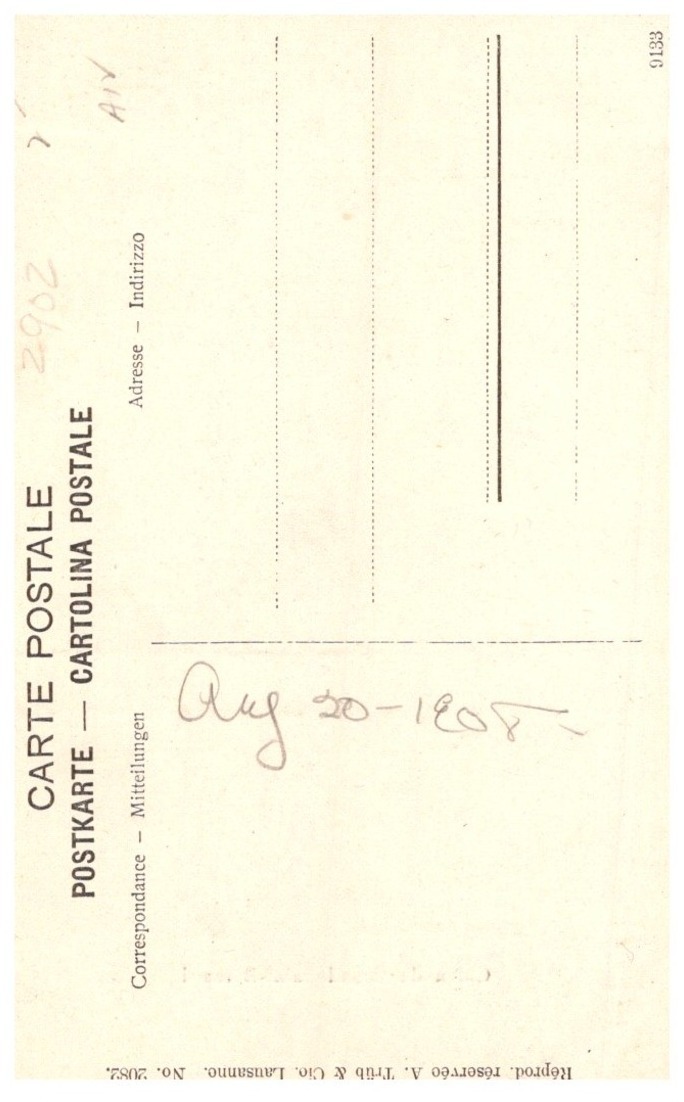 CARTE POSTALE
POSTKARTE — CARTOLINA POSTALE
Correspondance – Mitteilungen
Adresse – Indirizzo
2902
Aug 20-1908-
9133
Réprod. réservée A. Trüb & Cie. Lausanne. No. 2082.